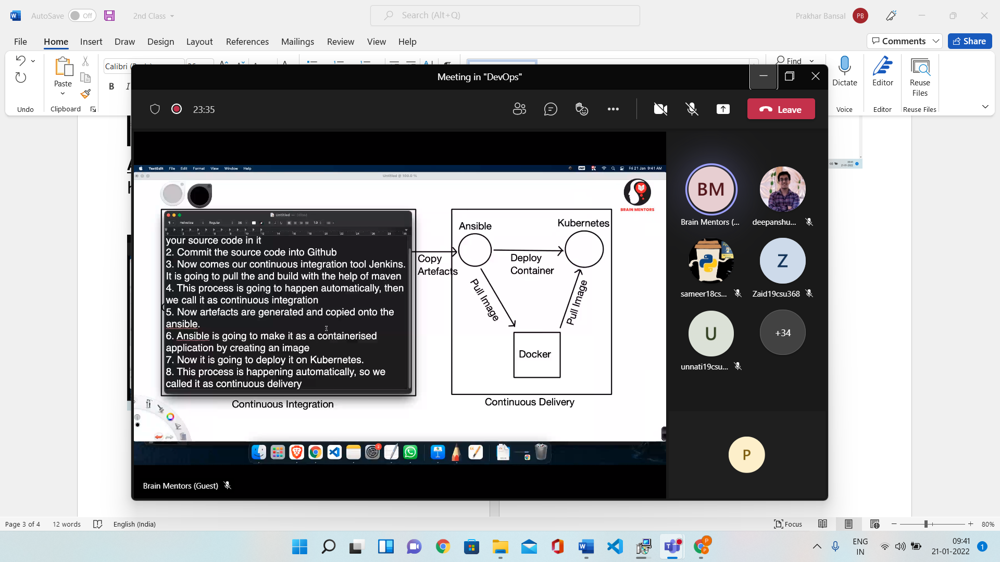 AutoSave
Off
2nd Class
Search (Alt+Q)
Prakhar Bansal
PB
File
Home
Insert
Draw
Design
Layout
References
Mailings
Review
View
Help
Comments
Share
Undo
Paste
Clipboard
Calibri
B
Find
Dictate
Voice
Editor
Editor
Reuse
Files
Reuse Files
Meeting in "DevOps"
23:35
Leave
TextEdit File Edit Format View Window Help
Fri 21 Jan 9:41 AM
Untitled @ 100.0 %
BRAIN MENTORS
Untitled — Edited
Helvetica
Regular
36
your source code in it
2. Commit the source code into Github
3. Now comes our continuous integration tool Jenkins.
It is going to pull the and build with the help of maven
4. This process is going to happen automatically, then
we call it as continuous integration
5. Now artefacts are generated and copied onto the
ansible.
6. Ansible is going to make it as a containerised
application by creating an image
7. Now it is going to deploy it on Kubernetes.
8. This process is happening automatically, so we
called it as continuous delivery
Continuous Integration
Copy
Artefacts
Ansible
Kubernetes
Deploy
Container
Pull Image
Pull Image
Docker
Continuous Delivery
Brain Mentors (Guest)
BM
Brain Mentors (...
deepanshu...
sameer18cs...
Z
Zaid19csu368
U
unnati19csu...
+34
P
Page 3 of 4
12 words
English (India)
Focus
80%
ENG
IN
09:41
21-01-2022
1